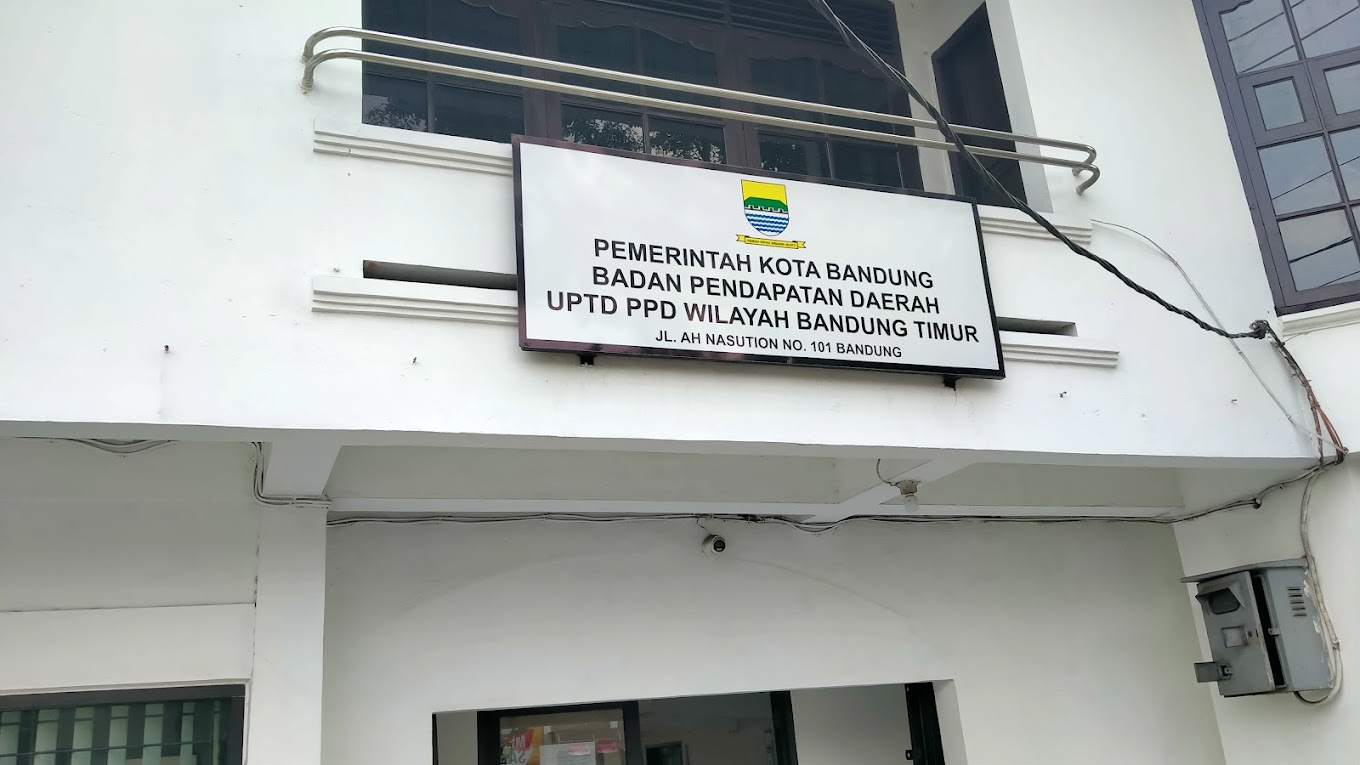 PEMERINTAH KOTA BANDUNG
BADAN PENDAPATAN DAERAH
UPTD PPD WILAYAH BANDUNG TIMUR
JL. AH NASUTION NO. 101 BANDUNG